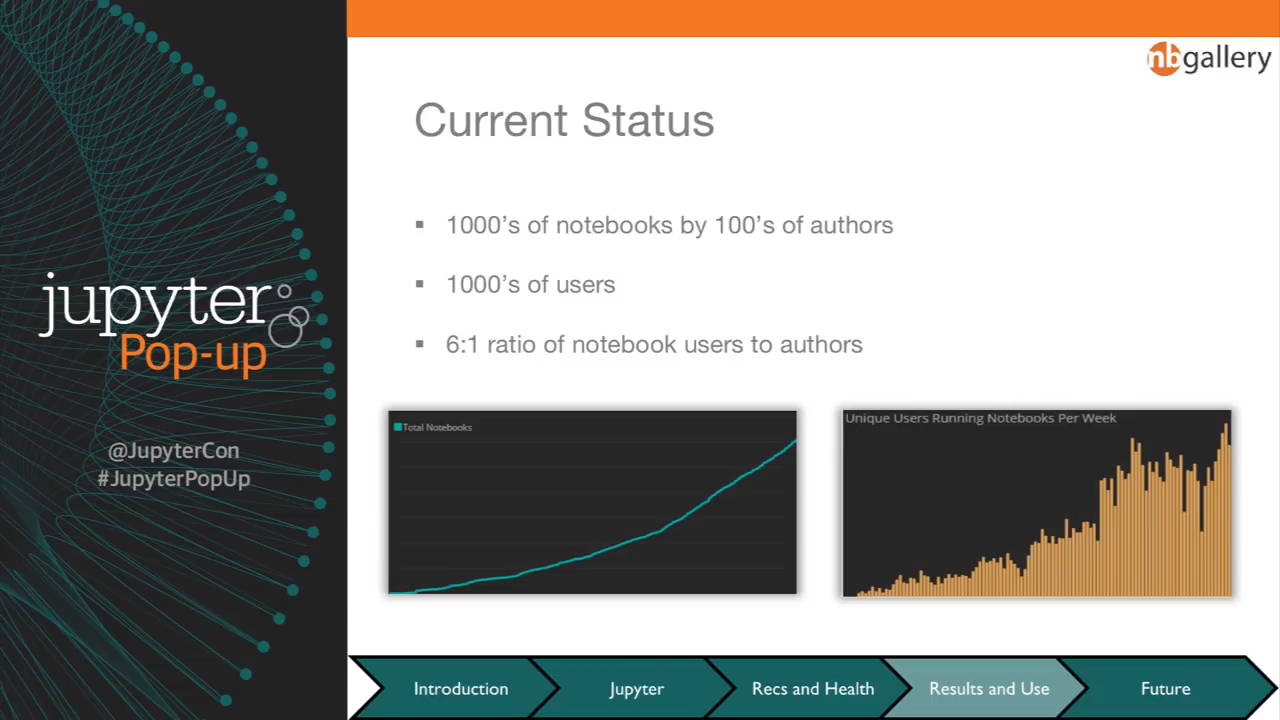 nbgallery
Current Status
▪ 1000’s of notebooks by 100’s of authors
▪ 1000’s of users
▪ 6:1 ratio of notebook users to authors
jupyter
Pop-up
@JupyterCon
#JupyterPopUp
Total Notebooks
Unique Users Running Notebooks Per Week
Introduction
Jupyter
Recs and Health
Results and Use
Future